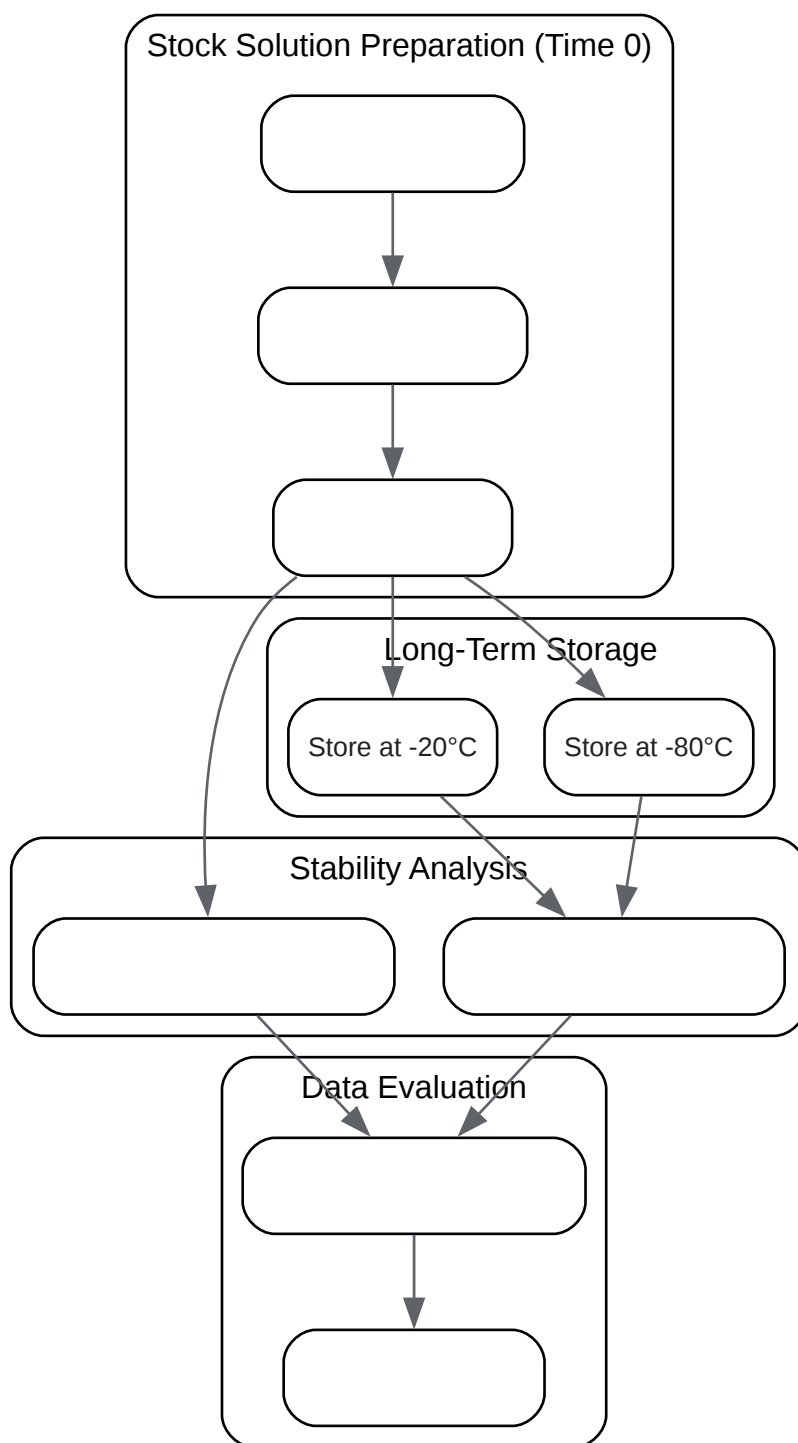 Stock Solution Preparation (Time 0)
Long-Term Storage
Store at -20°C
Store at -80°C
Stability Analysis
Data Evaluation